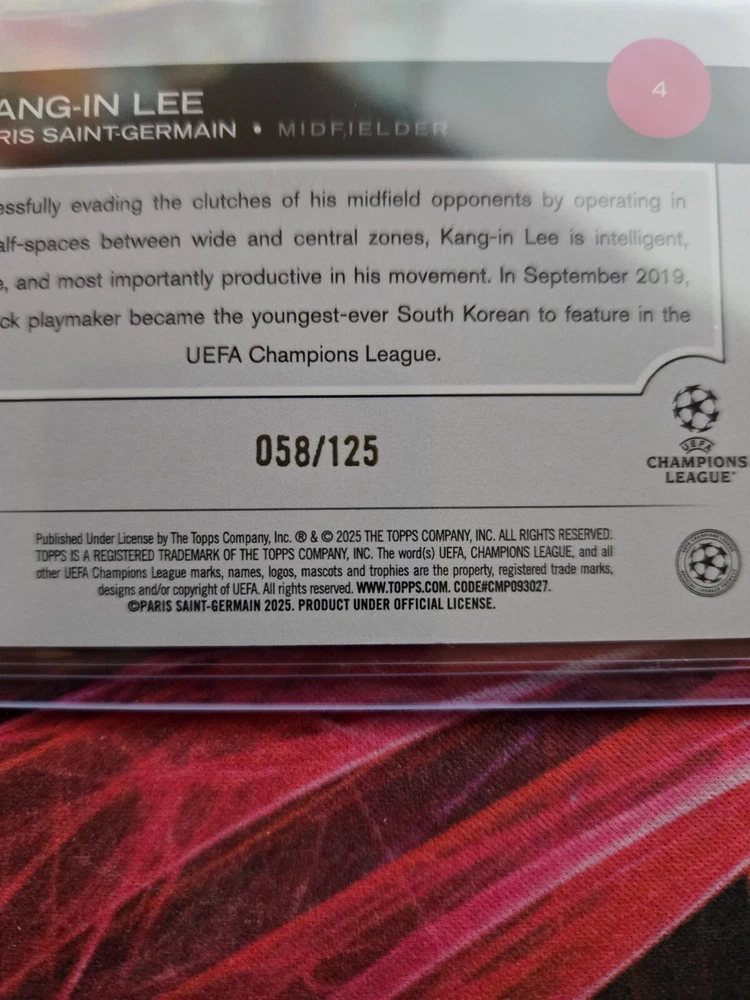 ANG-IN LEE
RIS SAINT-GERMAIN • MIDFIELDER
4
essfully evading the clutches of his midfield opponents by operating in
alf-spaces between wide and central zones, Kang-in Lee is intelligent,
e, and most importantly productive in his movement. In September 2019,
ck playmaker became the youngest-ever South Korean to feature in the
UEFA Champions League.
058/125
UEFA
CHAMPIONS
LEAGUE
Published Under License by The Topps Company, Inc. ® & © 2025 THE TOPPS COMPANY, INC. ALL RIGHTS RESERVED.
TOPPS IS A REGISTERED TRADEMARK OF THE TOPPS COMPANY, INC. The word(s) UEFA, CHAMPIONS LEAGUE, and all
other UEFA Champions League marks, names, logos, mascots and trophies are the property, registered trade marks,
designs and/or copyright of UEFA. All rights reserved. WWW.TOPPS.COM. CODE#CMP093027.
©PARIS SAINT-GERMAIN 2025. PRODUCT UNDER OFFICIAL LICENSE.